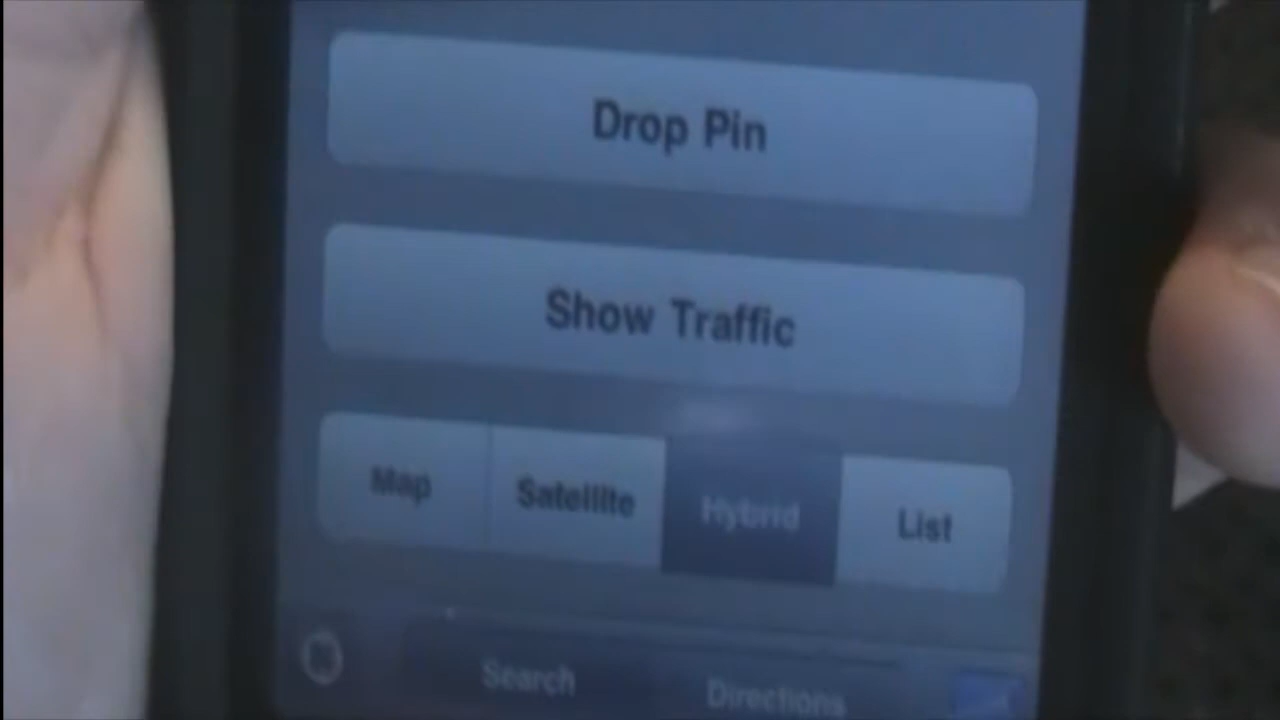 Drop Pin
Show Traffic
Map Satellite Hybrid List
Search Directions